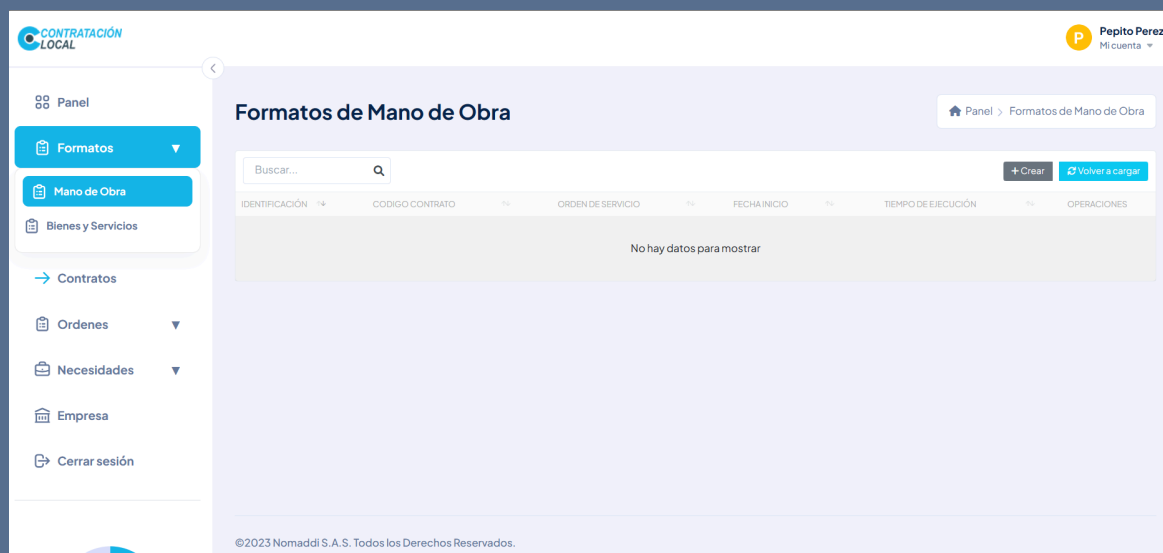 CONTRATACIÓN
LOCAL
Pepito Perez
P
Mi cuenta
Panel
Formatos
Mano de Obra
Bienes y Servicios
Contratos
Ordenes
Necesidades
Empresa
Cerrar sesión
Formatos de Mano de Obra
Panel > Formatos de Mano de Obra
Buscar...
+ Crear
Volver a cargar
IDENTIFICACIÓN CODIGO CONTRATO ORDEN DE SERVICIO FECHA INICIO TIEMPO DE EJECUCIÓN OPERACIONES
No hay datos para mostrar
©2023 Nomaddi S.A.S. Todos los Derechos Reservados.